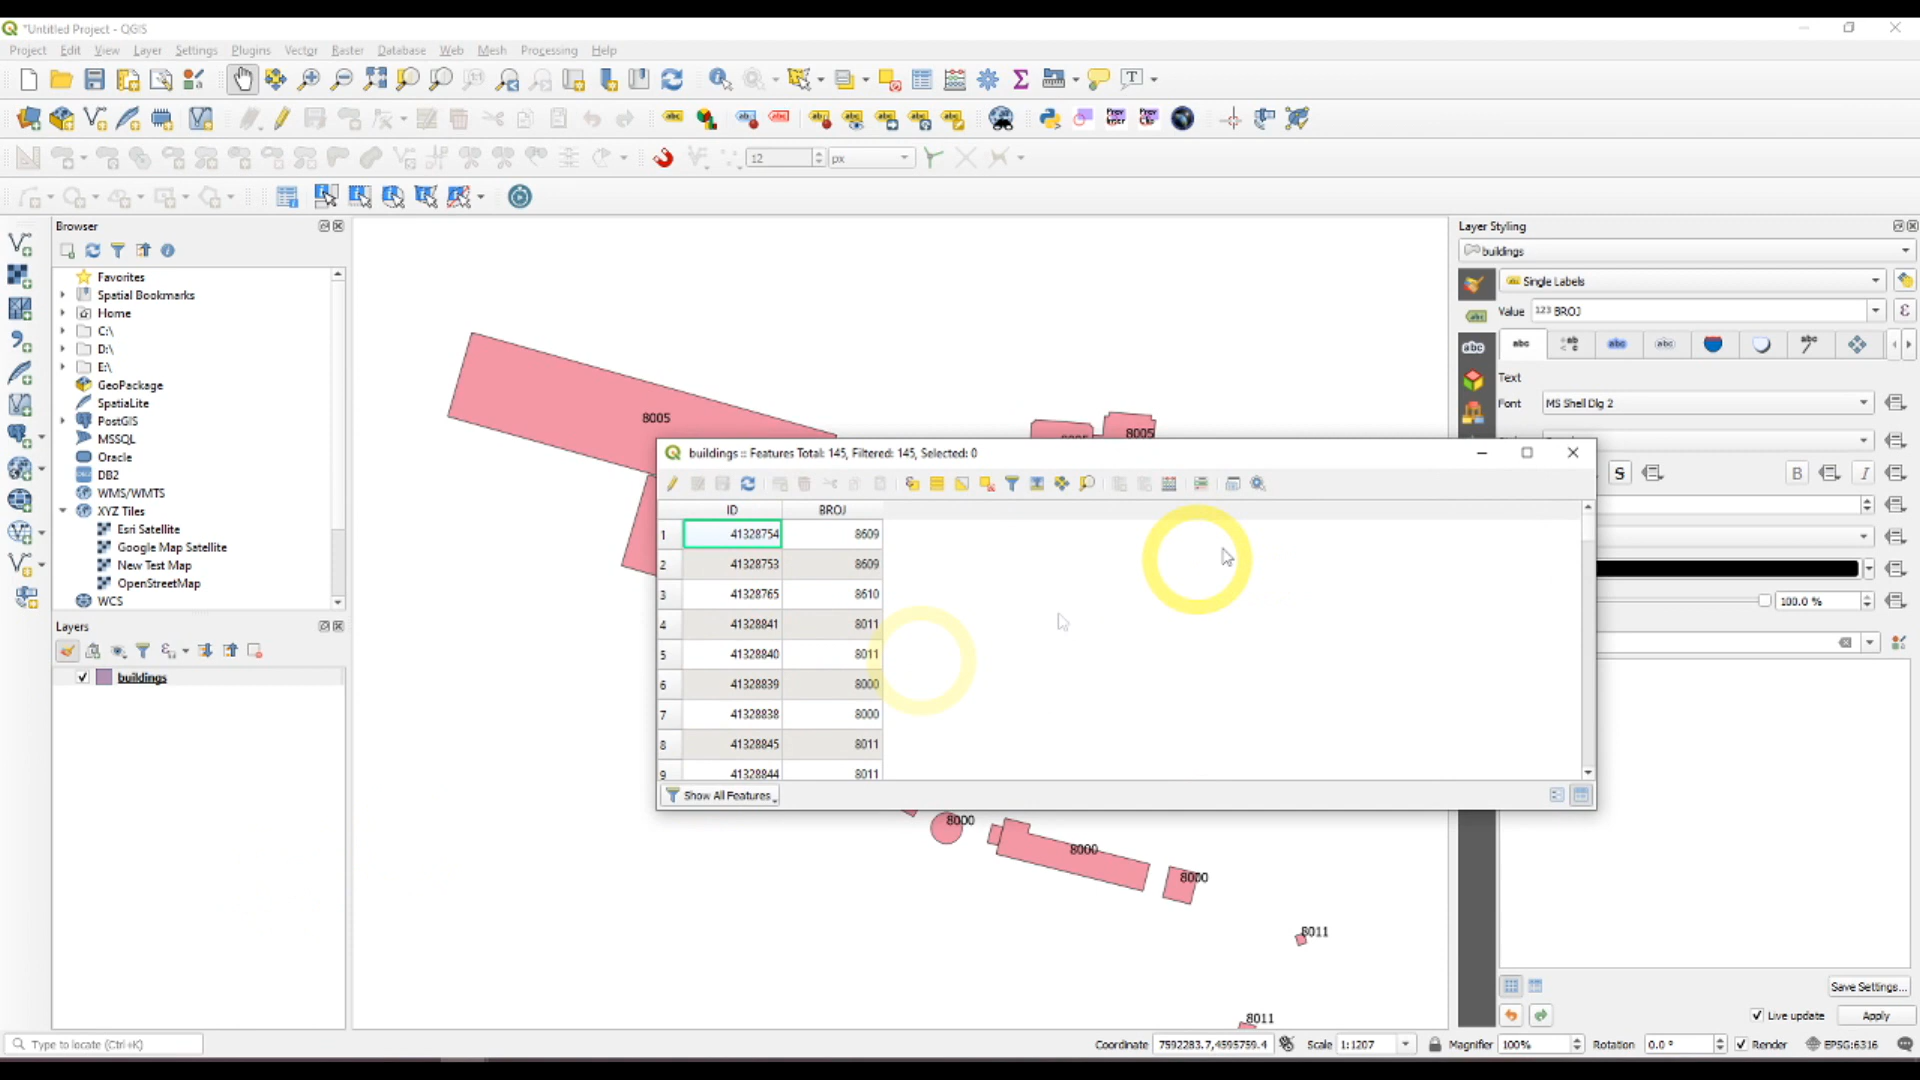 *Untitled Project - QGIS
Project Edit View Layer Settings Plugins Vector Raster Database Web Mesh Processing Help
12 px
Browser
Favorites
Spatial Bookmarks
Home
C:\
D:\
E:\
GeoPackage
SpatiaLite
PostGIS
MSSQL
Oracle
DB2
WMS/WMTS
XYZ Tiles
Esri Satellite
Google Map Satellite
New Test Map
OpenStreetMap
WCS
Layers
buildings
8005
8005
buildings :: Features Total: 145, Filtered: 145, Selected: 0
ID BROJ
1 41328754 8609
2 41328753 8609
3 41328765 8610
4 41328841 8011
5 41328840 8011
6 41328839 8000
7 41328838 8000
8 41328845 8011
9 41328844 8011
Show All Features
8000
8000
8000
8011
8011
Layer Styling
buildings
Single Labels
Value 123 BROJ
Text
Font MS Shell Dlg 2
S B I
100.0 %
Save Settings...
Live update Apply
Type to locate (Ctrl+K) Coordinate 7592283.7,4595759.4 Scale 1:1207 Magnifier 100% Rotation 0.0 ° Render EPSG:6316